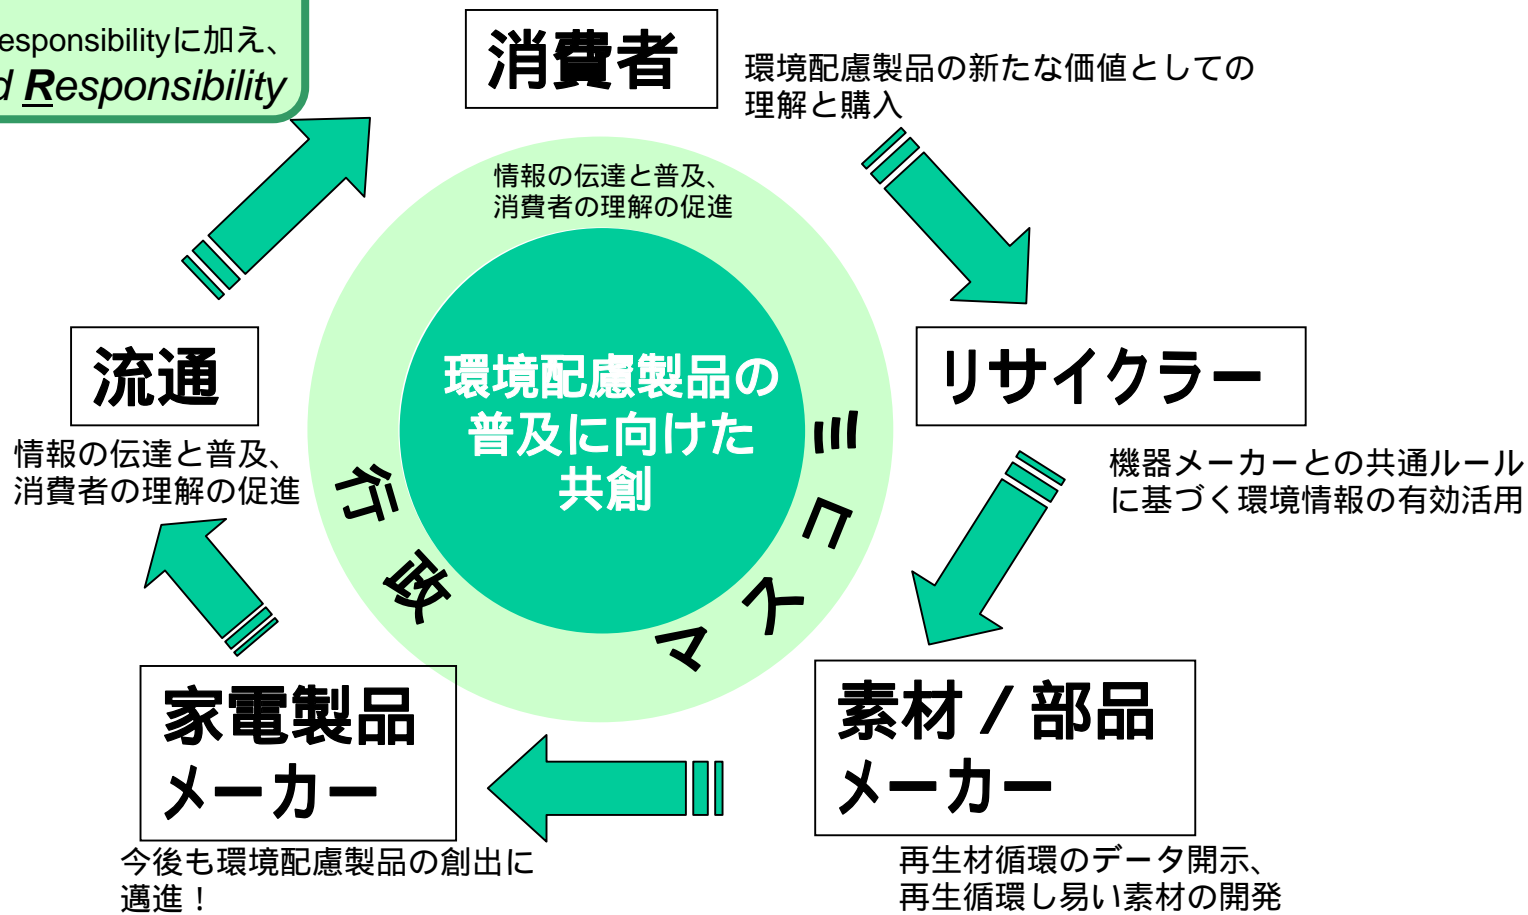 esponsibilityに加え、
d Responsibility
消費者
環境配慮製品の新たな価値としての
理解と購入
情報の伝達と普及、
消費者の理解の促進
流通
情報の伝達と普及、
消費者の理解の促進
環境配慮製品の
普及に向けた
共創
リサイクラー
機器メーカーとの共通ルール
に基づく環境情報の有効活用
行政
マスコミ
家電製品
メーカー
今後も環境配慮製品の創出に
邁進！
素材／部品
メーカー
再生材循環のデータ開示、
再生循環し易い素材の開発